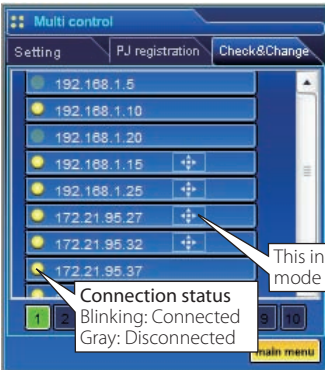 Multi control
Setting PJ registration Check&Change
192.168.1.5
192.168.1.10
192.168.1.20
192.168.1.15
192.168.1.25
172.21.95.27
172.21.95.32
172.21.95.37
This in
mode
Connection status
Blinking: Connected
Gray: Disconnected
1 2 9 10
main menu